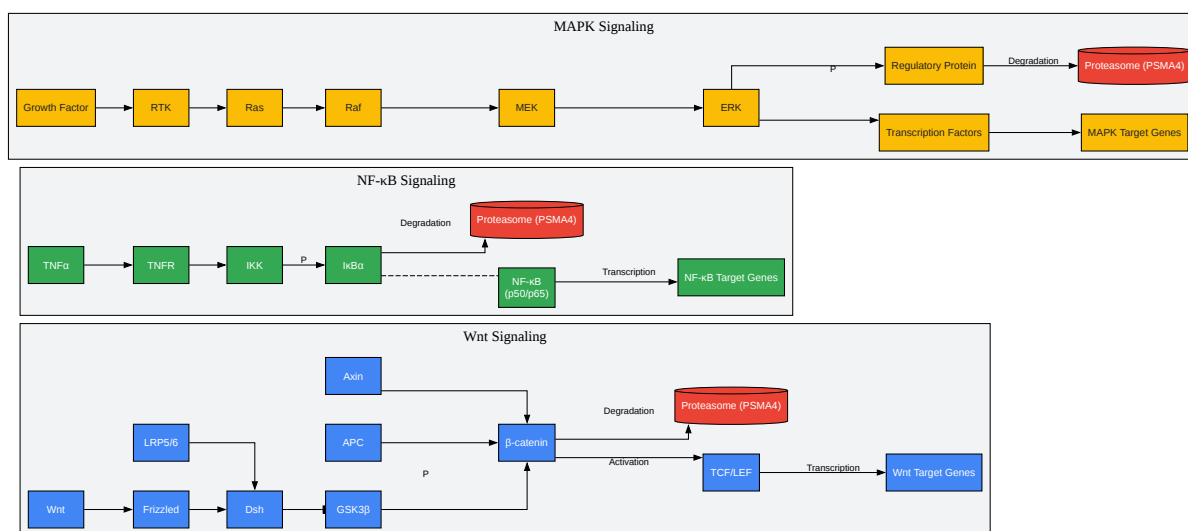 MAPK Signaling
Regulatory Protein
Degradation
Proteasome (PSMA4)
P
Growth Factor
RTK
Ras
Raf
MEK
ERK
Transcription Factors
MAPK Target Genes
NF-κB Signaling
Proteasome (PSMA4)
Degradation
TNFα
TNFR
IKK
P
IκBα
NF-κB
(p50/p65)
Transcription
NF-κB Target Genes
Wnt Signaling
Axin
Proteasome (PSMA4)
Degradation
LRP5/6
APC
β-catenin
Activation
P
TCF/LEF
Transcription
Wnt Target Genes
Wnt
Frizzled
Dsh
GSK3β